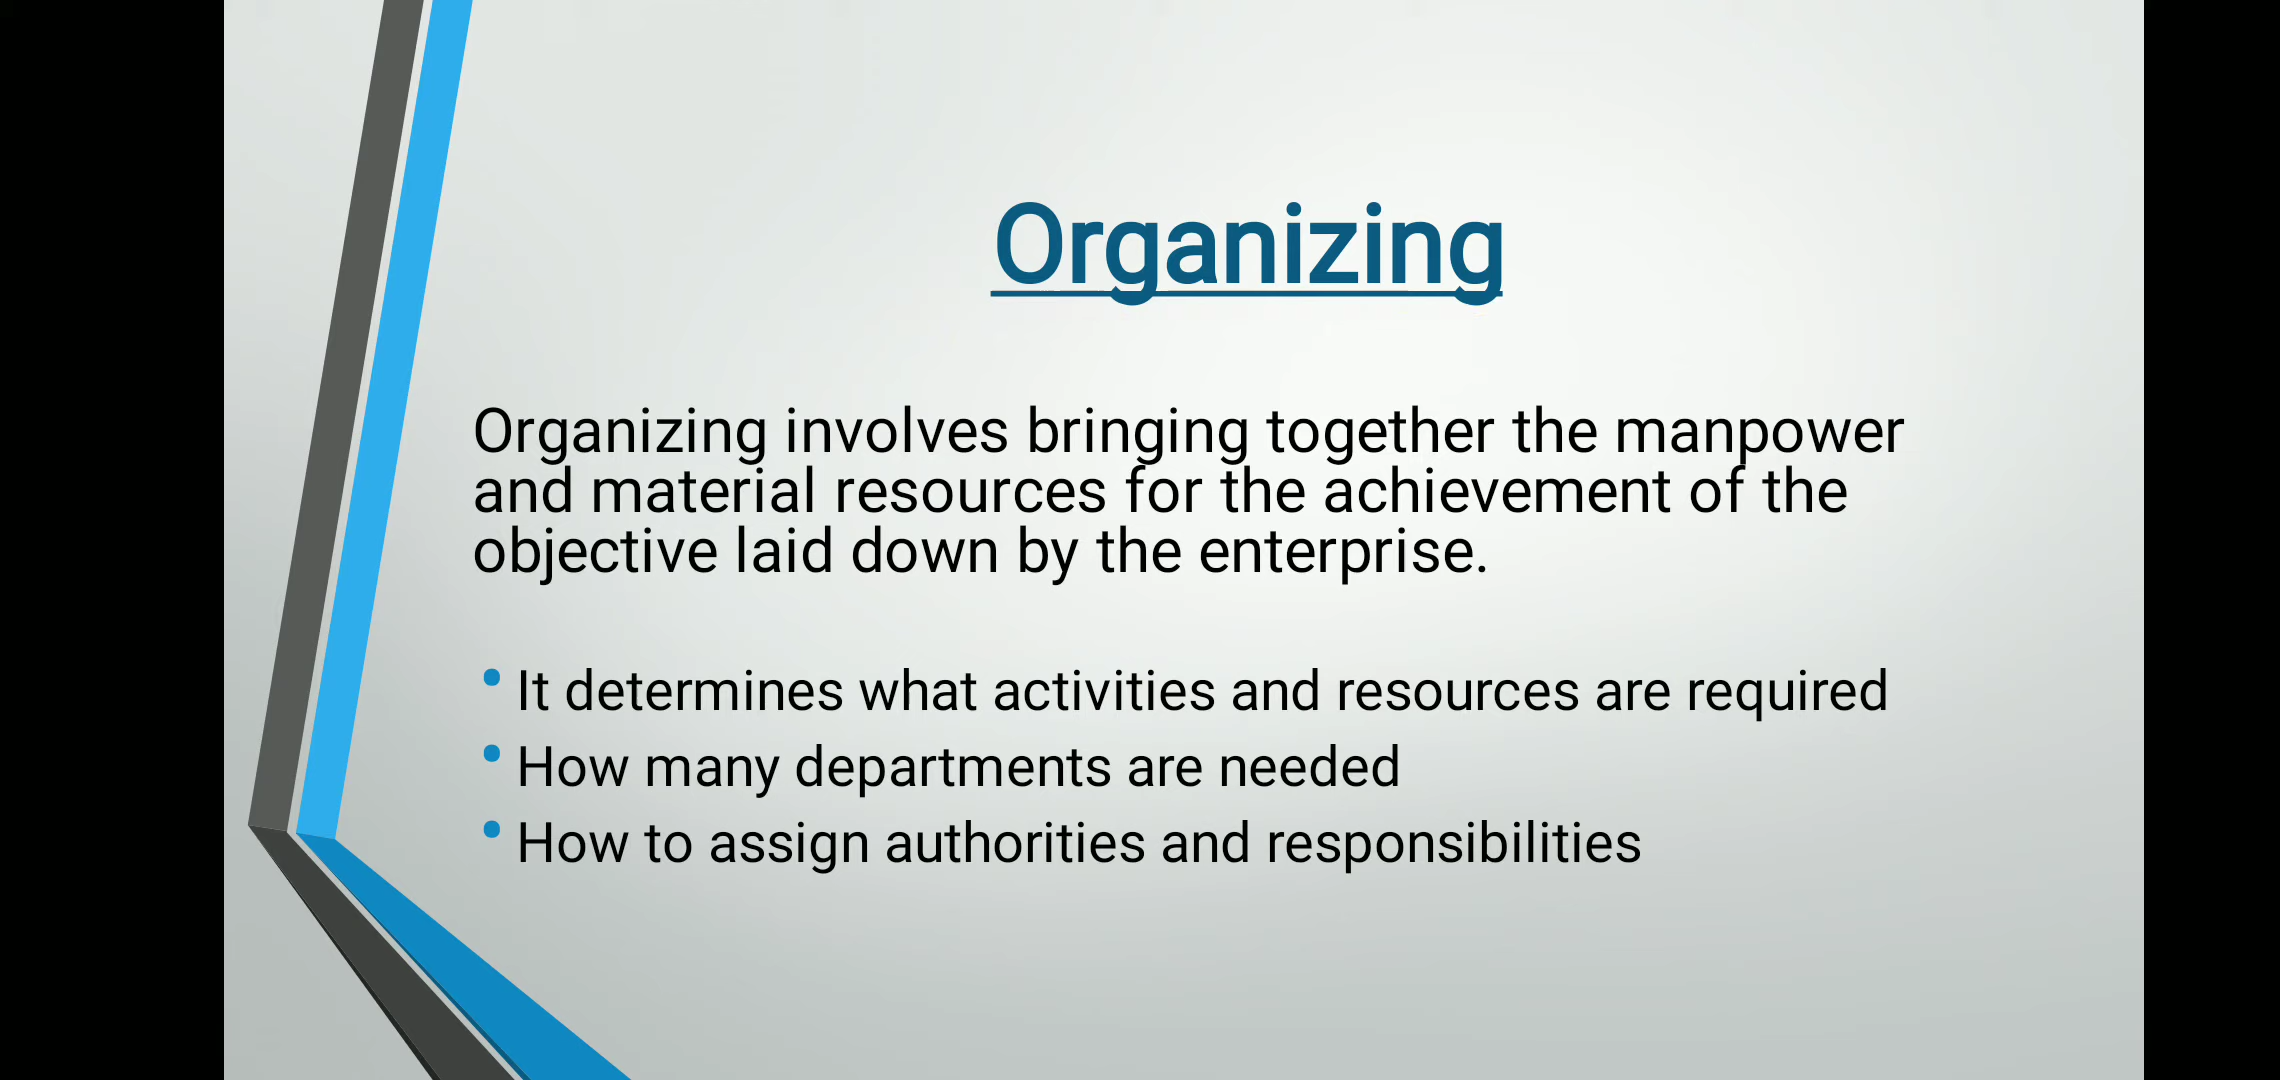 Organizing
Organizing involves bringing together the manpower
and material resources for the achievement of the
objective laid down by the enterprise.
• It determines what activities and resources are required
• How many departments are needed
• How to assign authorities and responsibilities